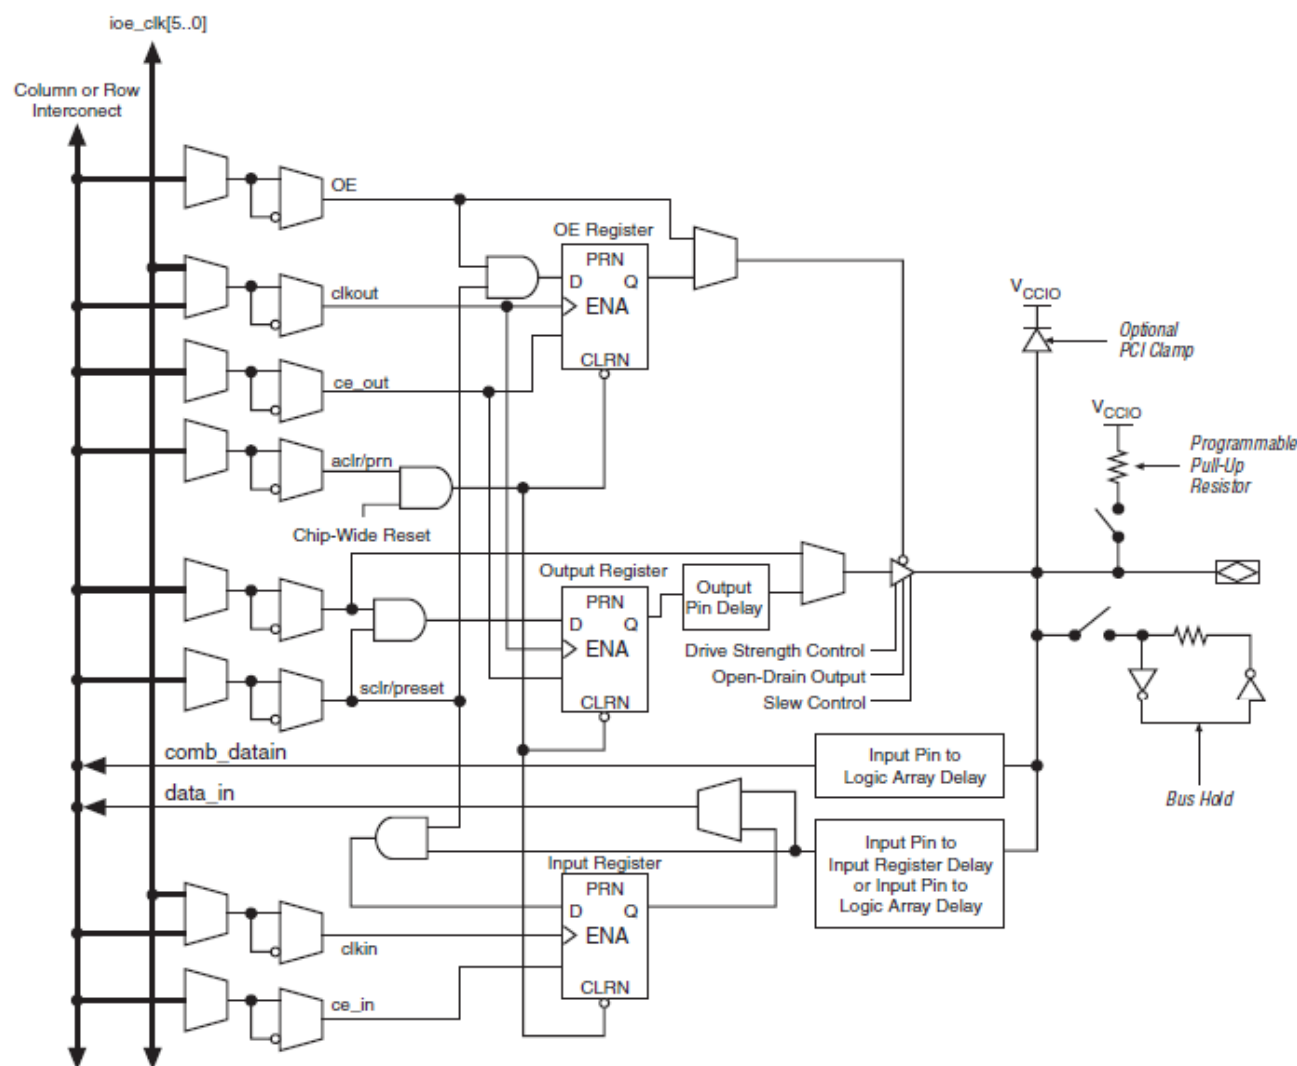 ioe_clk[5..0]
Column or Row
Interconect
OE
OE Register
PRN
D
Q
ENA
CLRN
clkout
ce_out
aclr/prn
Chip-Wide Reset
VCCIO
Optional
PCI Clamp
VCCIO
Programmable
Pull-Up
Resistor
Output Register
PRN
D
Q
ENA
CLRN
Output
Pin Delay
Drive Strength Control
Open-Drain Output
Slew Control
sclr/preset
comb_datain
Input Pin to
Logic Array Delay
Bus Hold
data_in
Input Pin to
Input Register Delay
or Input Pin to
Logic Array Delay
Input Register
PRN
D
Q
ENA
CLRN
clkin
ce_in